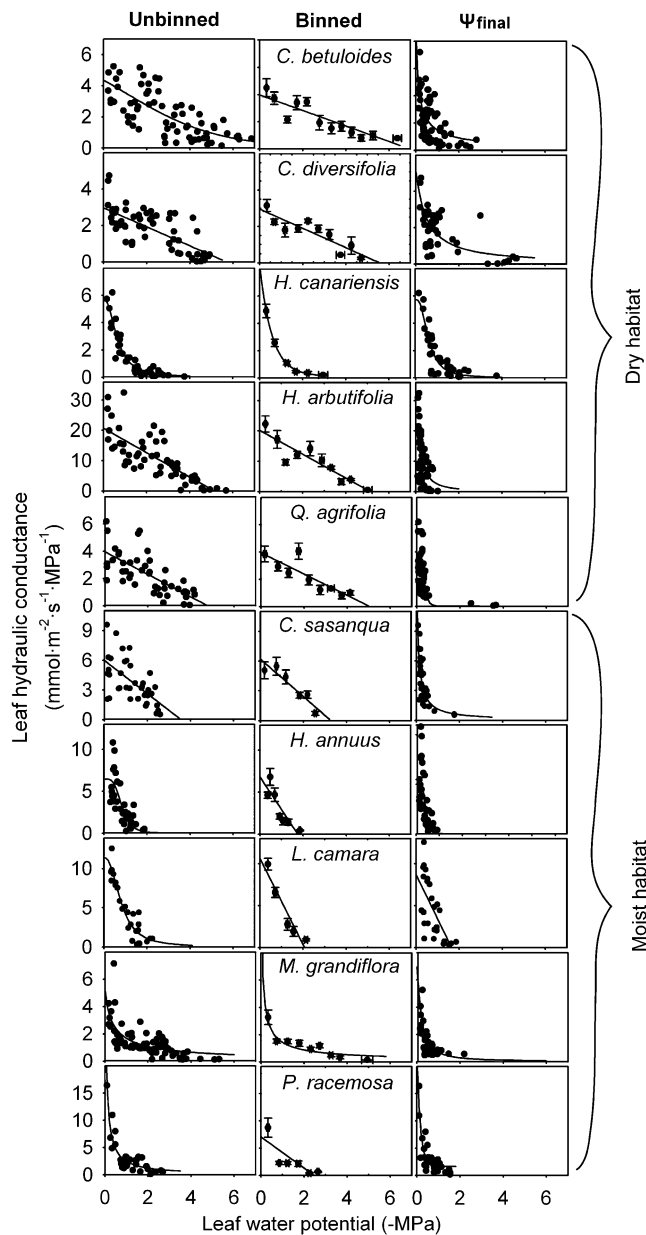 Unbinned Binned Ψfinal
C. betuloides
6
4
2
0
C. diversifolia
6
4
2
0
H. canariensis
6
4
2
0
H. arbutifolia
30
20
10
0
Q. agrifolia
6
4
2
0
C. sasanqua
9
6
3
0
H. annuus
10
5
0
L. camara
10
5
0
M. grandiflora
8
6
4
2
0
P. racemosa
15
10
5
0
0 2 4 6 0 2 4 6 0 2 4 6
Leaf water potential (-MPa)
Leaf hydraulic conductance
(mmol·m⁻²·s⁻¹·MPa⁻¹)
Dry habitat
Moist habitat